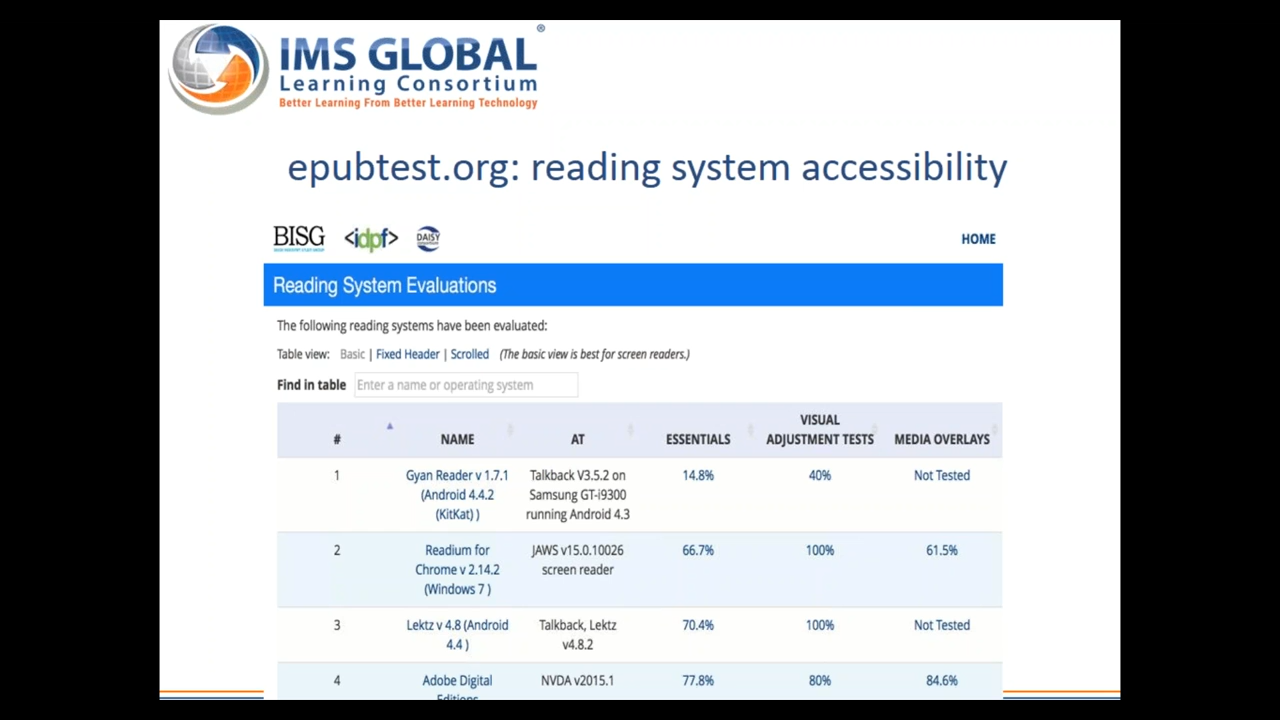 IMS GLOBAL®
Learning Consortium
Better Learning From Better Learning Technology
epubtest.org: reading system accessibility
BISG <idpf> DAISY
HOME
Reading System Evaluations
The following reading systems have been evaluated:
Table view: Basic | Fixed Header | Scrolled (The basic view is best for screen readers.)
Find in table Enter a name or operating system
# NAME AT ESSENTIALS VISUAL ADJUSTMENT TESTS MEDIA OVERLAYS
1 Gyan Reader v 1.7.1 (Android 4.4.2 (KitKat) ) Talkback V3.5.2 on Samsung GT-i9300 running Android 4.3 14.8% 40% Not Tested
2 Readium for Chrome v 2.14.2 (Windows 7 ) JAWS v15.0.10026 screen reader 66.7% 100% 61.5%
3 Lektz v 4.8 (Android 4.4 ) Talkback, Lektz v4.8.2 70.4% 100% Not Tested
4 Adobe Digital Editions NVDA v2015.1 77.8% 80% 84.6%